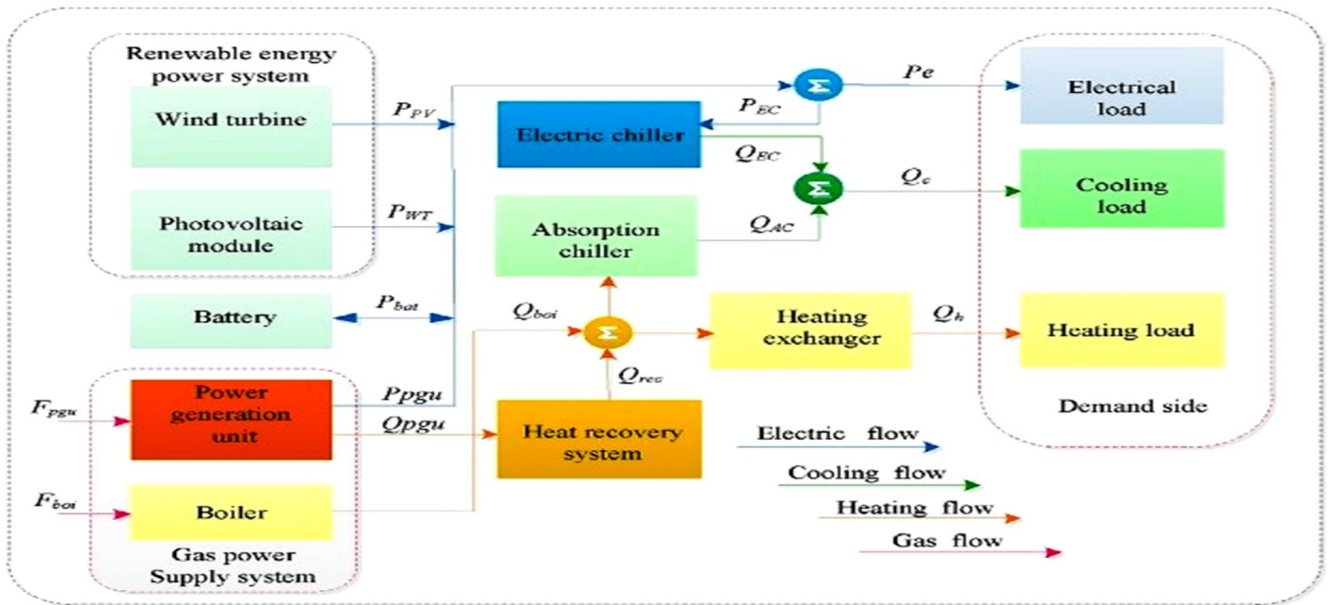 Renewable energy
power system
Wind turbine
P_PV
Photovoltaic
module
P_WT
Battery
P_bat
Power
generation
unit
F_pgu
Ppgu
Qpgu
Boiler
F_boi
Gas power
Supply system
Electric chiller
P_EC
Q_EC
Σ
Pe
Σ
Q_c
Absorption
chiller
Q_AC
Q_boi
Σ
Heating
exchanger
Q_h
Q_rec
Heat recovery
system
Electrical
load
Cooling
load
Heating load
Demand side
Electric flow
Cooling flow
Heating flow
Gas flow